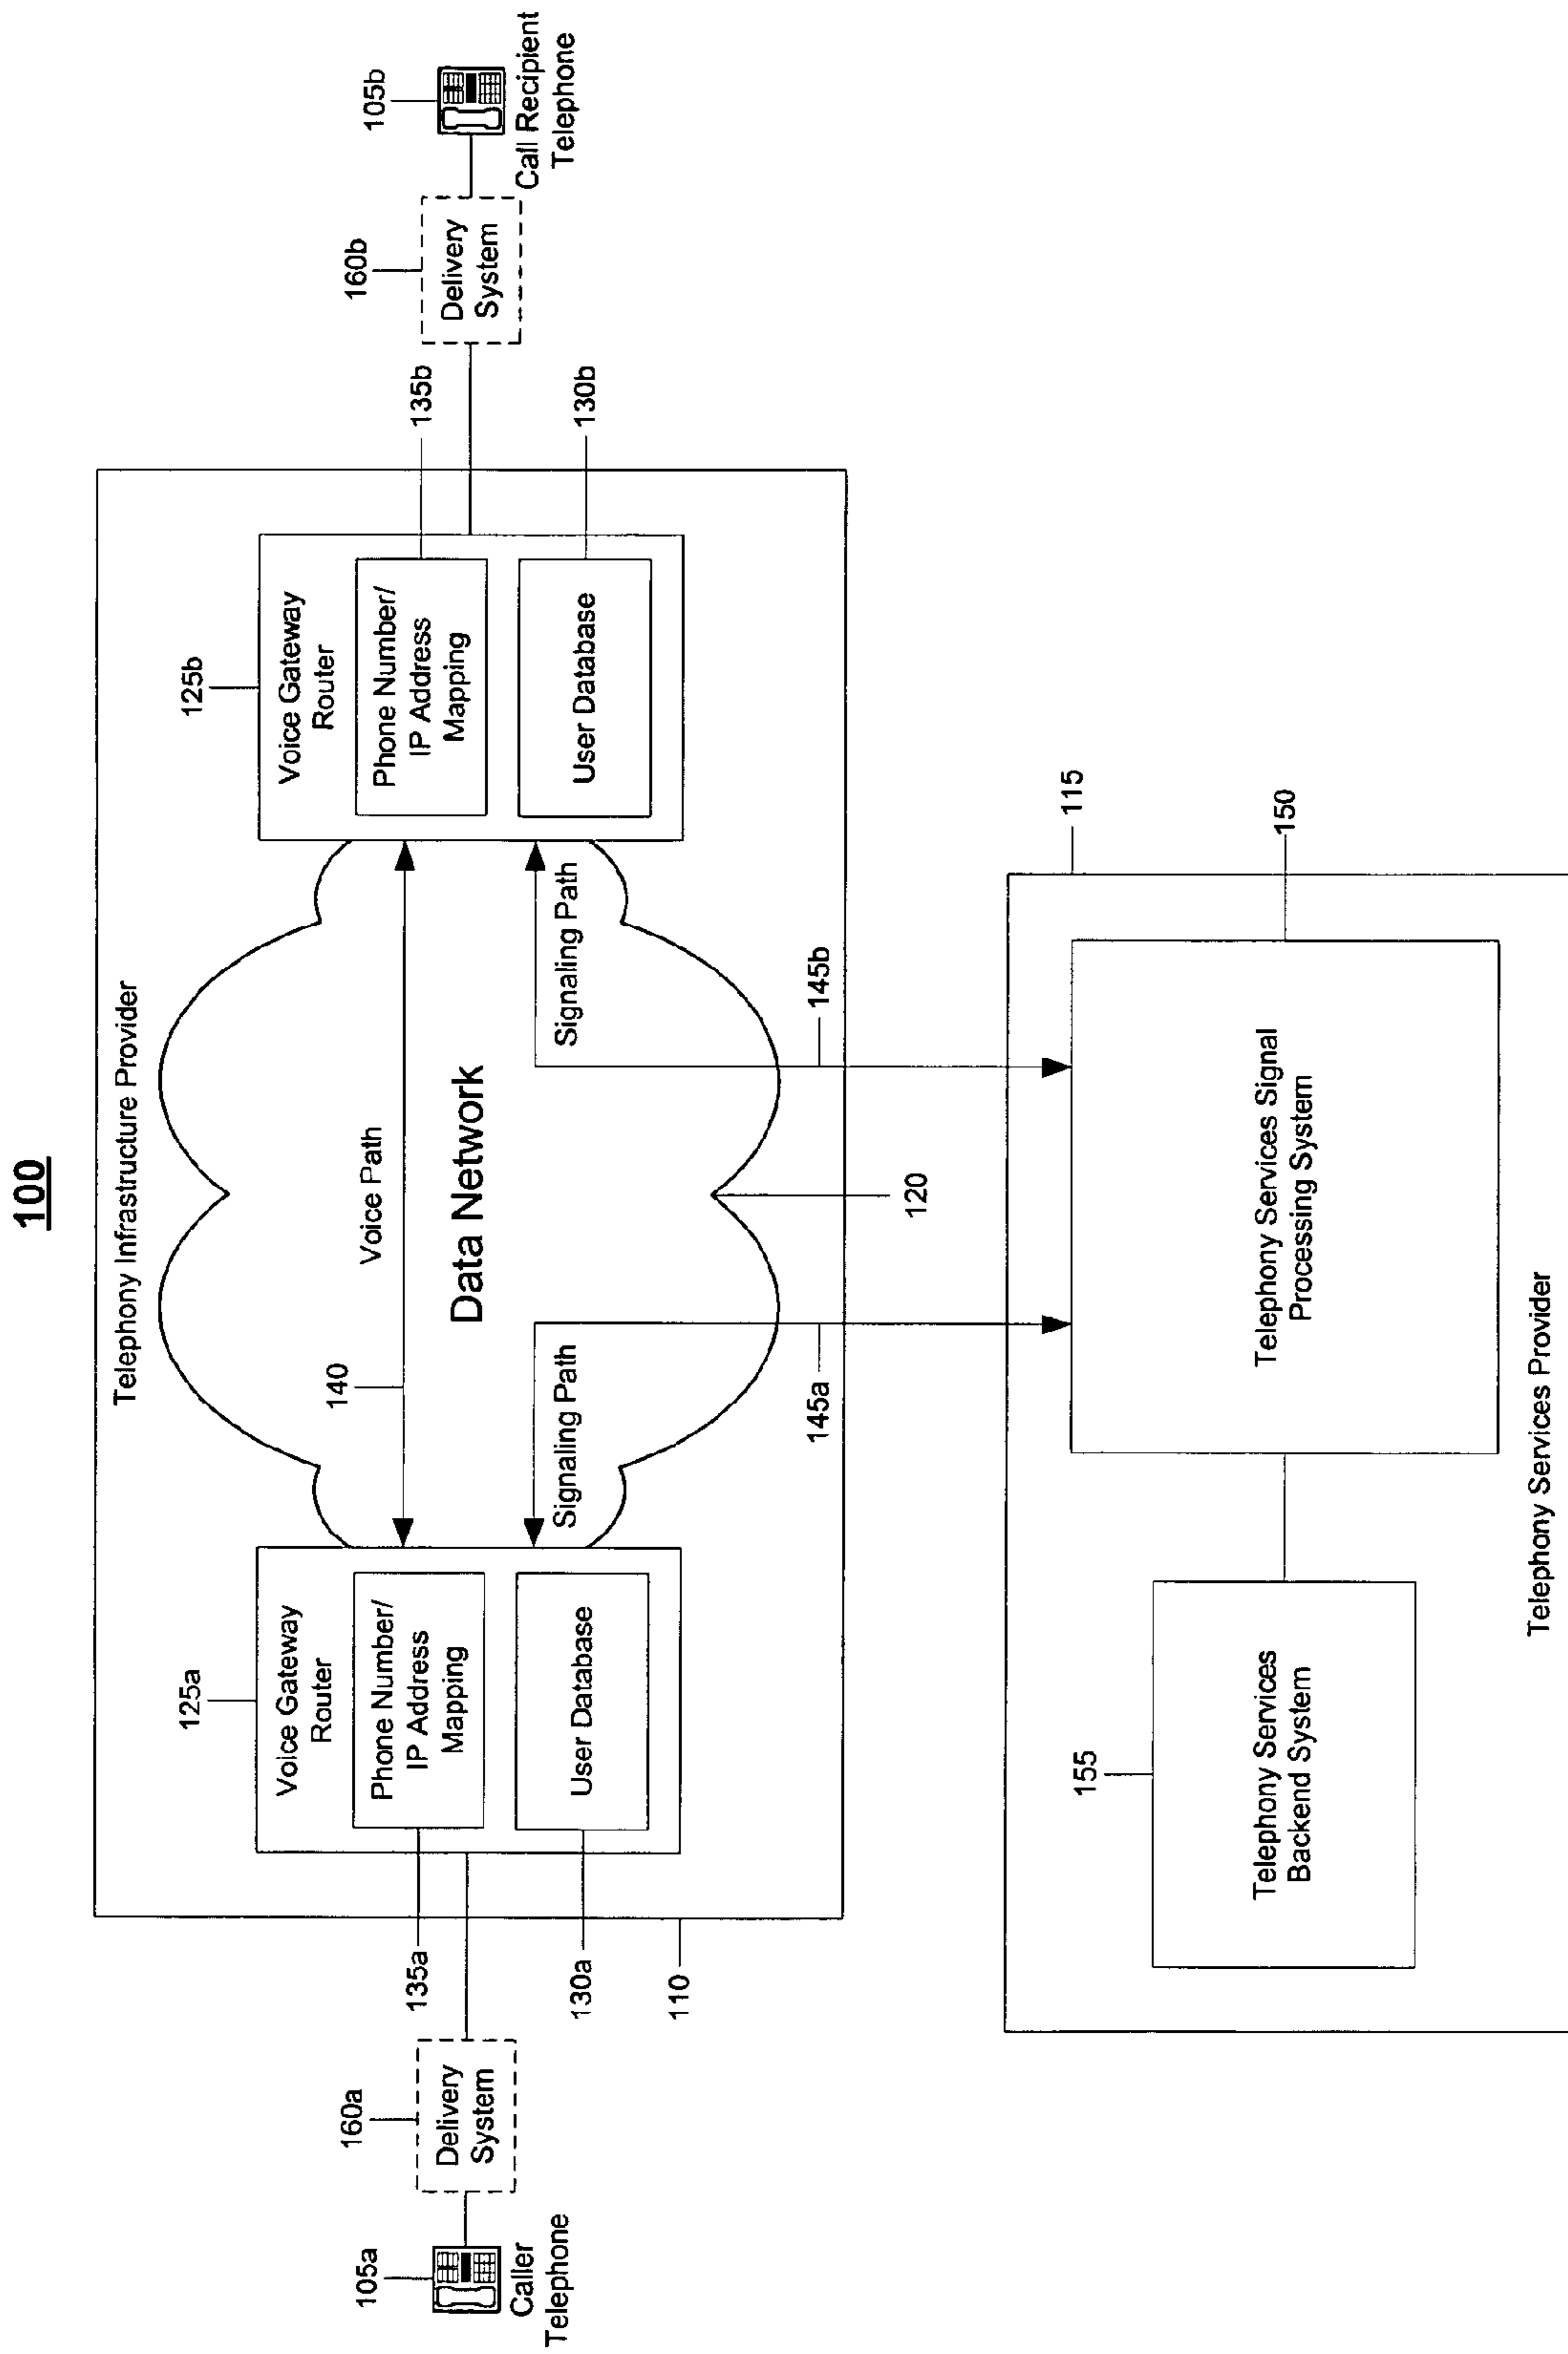 100
Telephony Infrastructure Provider
125a
Voice Gateway
Router
Phone Number/
IP Address
Mapping
User Database
135a
130a
110
140
Voice Path
Data Network
Signaling Path
Signaling Path
120
145a
145b
125b
Voice Gateway
Router
Phone Number/
IP Address
Mapping
User Database
135b
130b
160a
Delivery
System
105a
Caller
Telephone
160b
Delivery
System
105b
Call Recipient
Telephone
115
155
Telephony Services
Backend System
150
Telephony Services Signal
Processing System
Telephony Services Provider